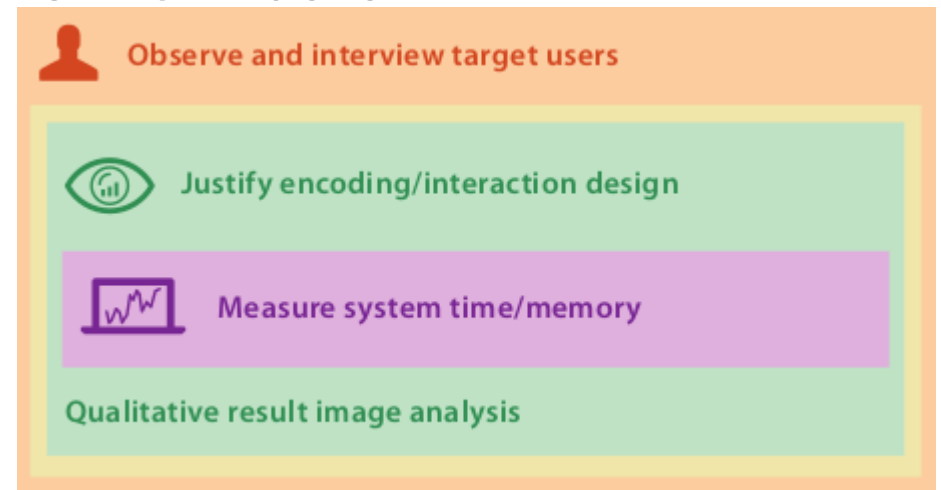 Observe and interview target users
Justify encoding/interaction design
Measure system time/memory
Qualitative result image analysis